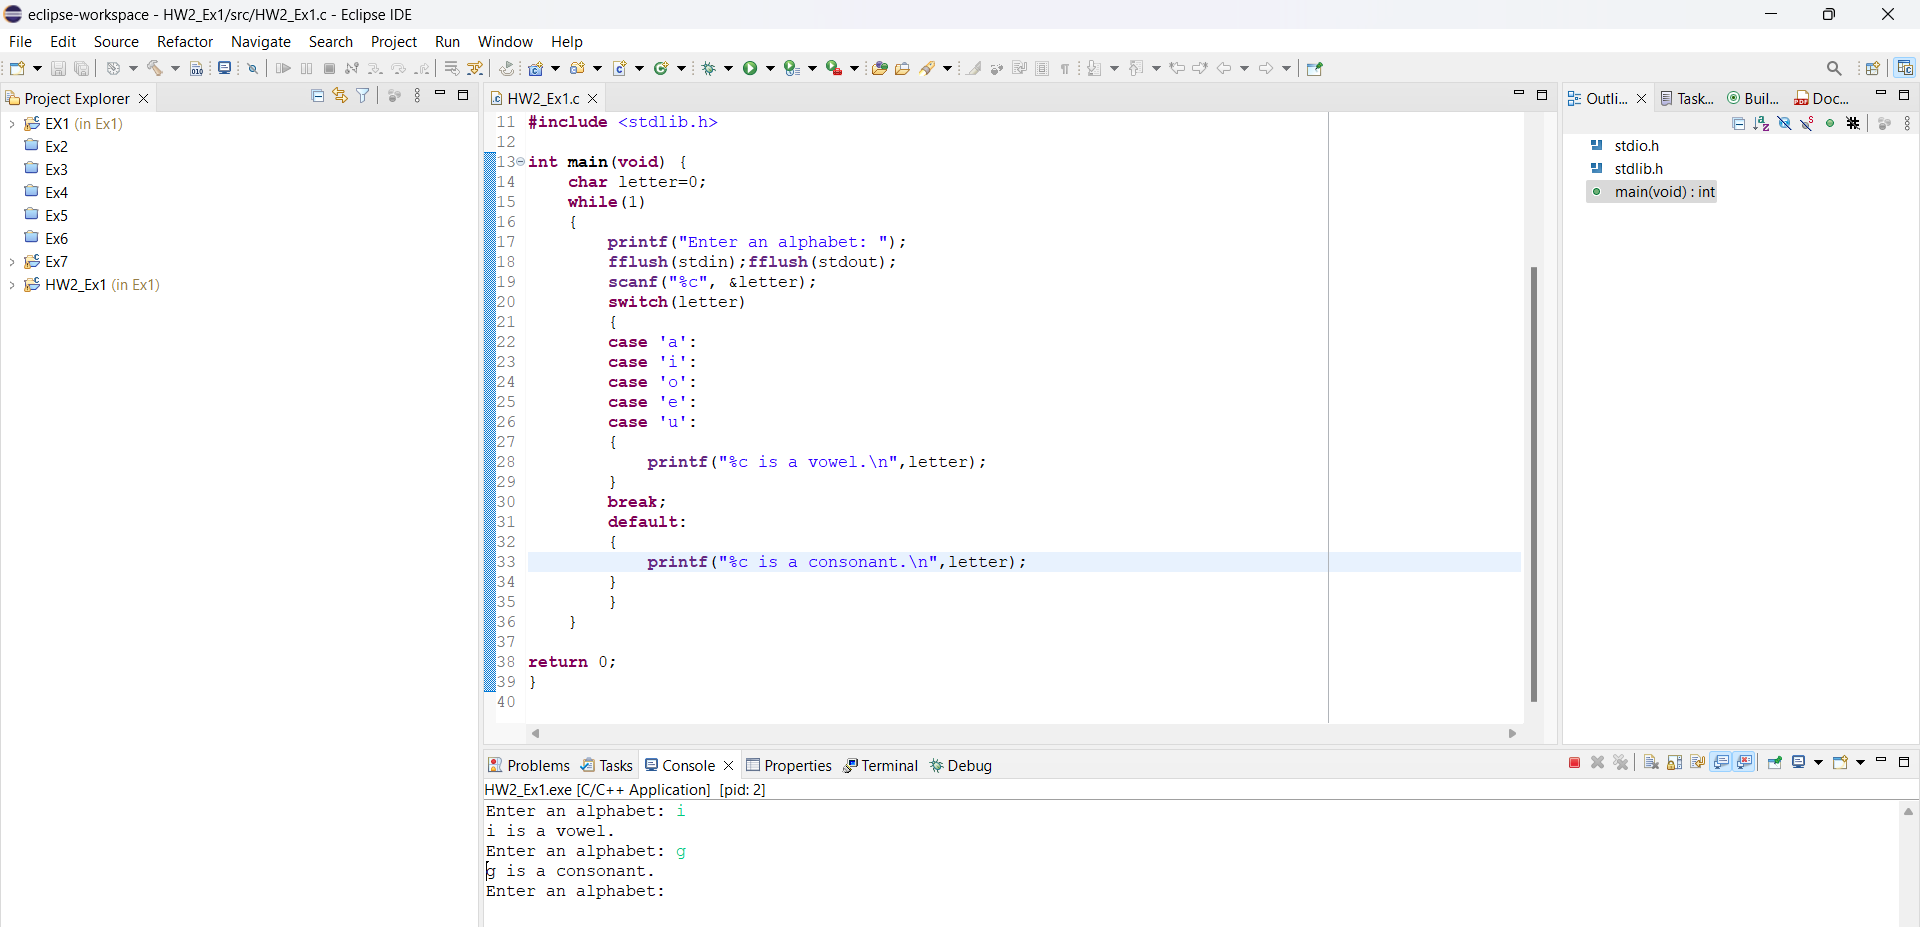 eclipse-workspace - HW2_Ex1/src/HW2_Ex1.c - Eclipse IDE
File Edit Source Refactor Navigate Search Project Run Window Help
Project Explorer
EX1 (in Ex1)
Ex2
Ex3
Ex4
Ex5
Ex6
Ex7
HW2_Ex1 (in Ex1)
HW2_Ex1.c
11 #include <stdlib.h>
12
13 int main(void) {
14     char letter=0;
15     while(1)
16     {
17         printf("Enter an alphabet: ");
18         fflush(stdin);fflush(stdout);
19         scanf("%c", &letter);
20         switch(letter)
21         {
22         case 'a':
23         case 'i':
24         case 'o':
25         case 'e':
26         case 'u':
27         {
28             printf("%c is a vowel.\n",letter);
29         }
30         break;
31         default:
32         {
33             printf("%c is a consonant.\n",letter);
34         }
35         }
36     }
37
38 return 0;
39 }
40
Outli... Task... Buil... Doc...
stdio.h
stdlib.h
main(void) : int
Problems Tasks Console Properties Terminal Debug
HW2_Ex1.exe [C/C++ Application] [pid: 2]
Enter an alphabet: i
i is a vowel.
Enter an alphabet: g
g is a consonant.
Enter an alphabet: